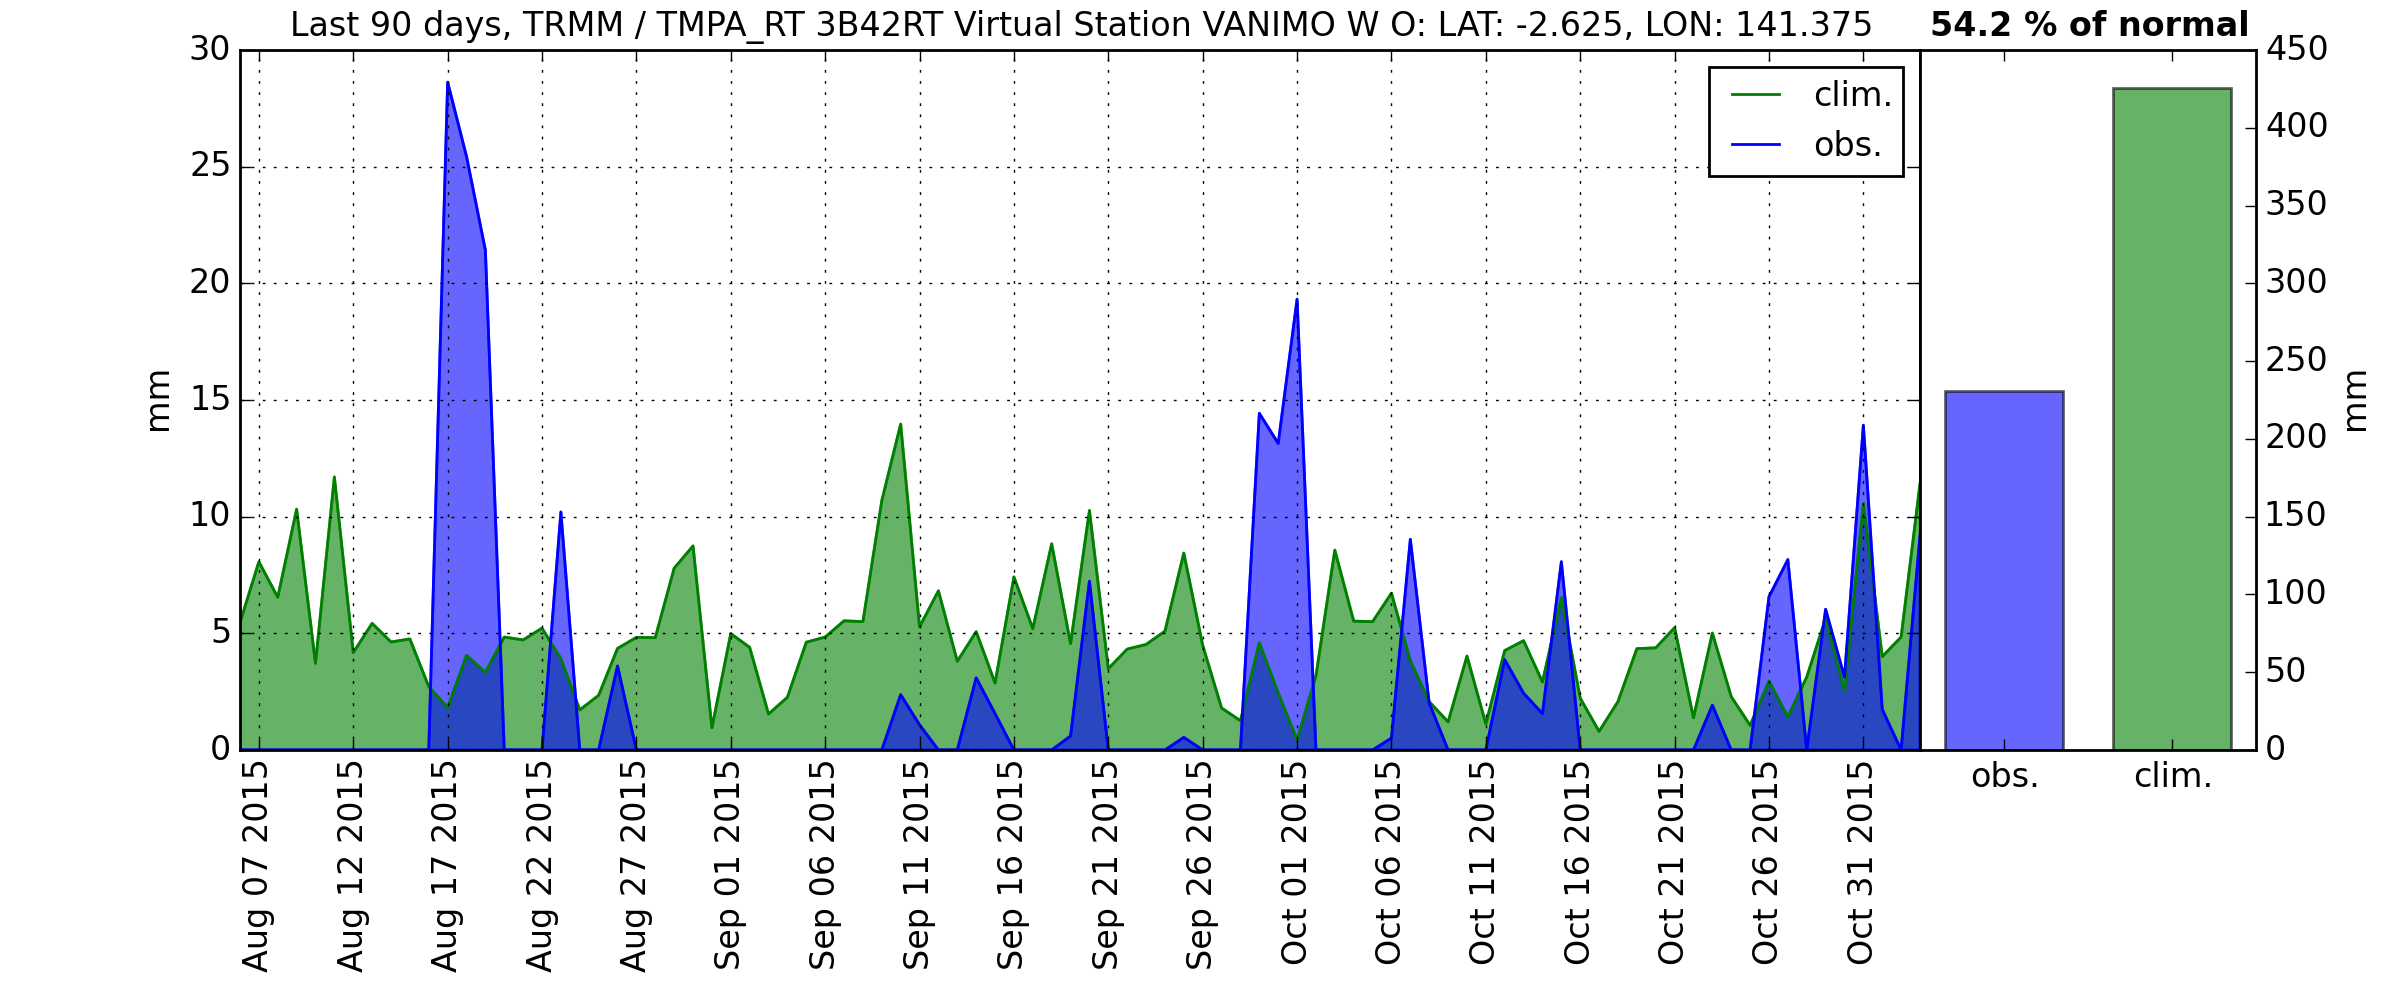 Last 90 days, TRMM / TMPA_RT 3B42RT Virtual Station VANIMO W O: LAT: -2.625, LON: 141.375
54.2 % of normal
30
25
20
15
10
5
0
mm
clim.
obs.
450
400
350
300
250
200
150
100
50
0
mm
Aug 07 2015
Aug 12 2015
Aug 17 2015
Aug 22 2015
Aug 27 2015
Sep 01 2015
Sep 06 2015
Sep 11 2015
Sep 16 2015
Sep 21 2015
Sep 26 2015
Oct 01 2015
Oct 06 2015
Oct 11 2015
Oct 16 2015
Oct 21 2015
Oct 26 2015
Oct 31 2015
obs.
clim.